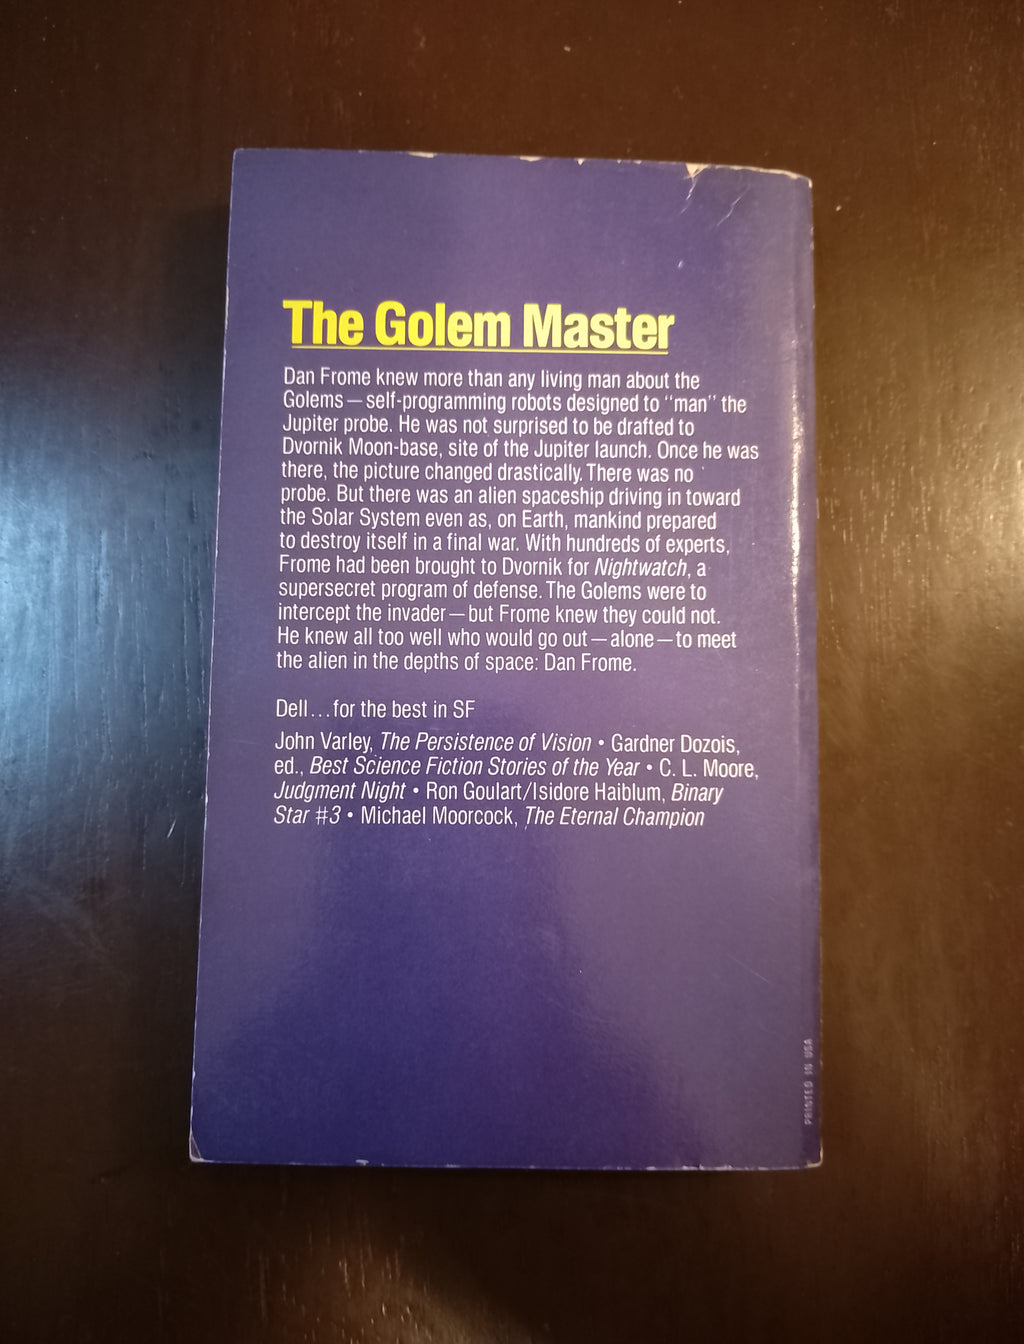 The Golem Master
Dan Frome knew more than any living man about the
Golems—self-programming robots designed to “man” the
Jupiter probe. He was not surprised to be drafted to
Dvornik Moon-base, site of the Jupiter launch. Once he was
there, the picture changed drastically. There was no
probe. But there was an alien spaceship driving in toward
the Solar System even as, on Earth, mankind prepared
to destroy itself in a final war. With hundreds of experts,
Frome had been brought to Dvornik for Nightwatch, a
supersecret program of defense. The Golems were to
intercept the invader—but Frome knew they could not.
He knew all too well who would go out—alone—to meet
the alien in the depths of space: Dan Frome.
Dell...for the best in SF
John Varley, The Persistence of Vision • Gardner Dozois,
ed., Best Science Fiction Stories of the Year • C. L. Moore,
Judgment Night • Ron Goulart/Isidore Haiblum, Binary
Star #3 • Michael Moorcock, The Eternal Champion
PRINTED IN USA